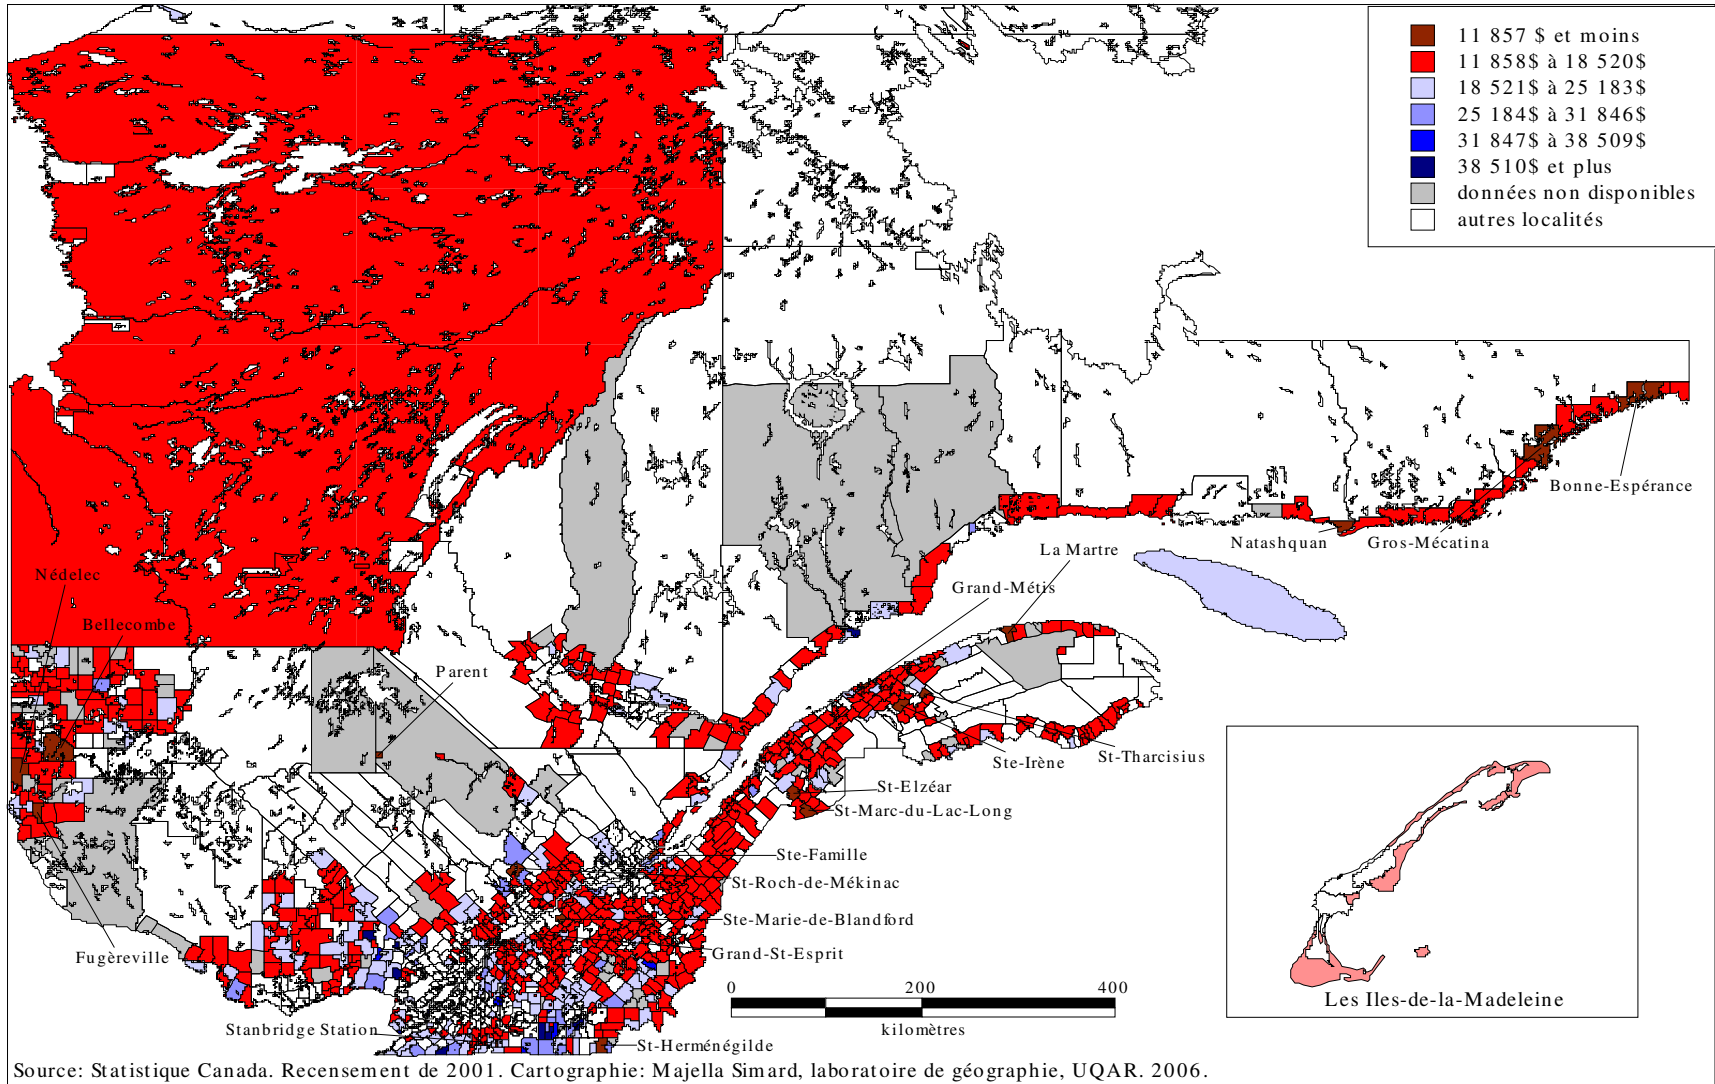 11 857 $ et moins
11 858$ à 18 520$
18 521$ à 25 183$
25 184$ à 31 846$
31 847$ à 38 509$
38 510$ et plus
données non disponibles
autres localités
Bonne-Espérance
Natashquan
Gros-Mécatina
La Martre
Grand-Métis
Nédelec
Bellecombe
Parent
Ste-Irène
St-Tharcisius
St-Elzéar
St-Marc-du-Lac-Long
Ste-Famille
St-Roch-de-Mékinac
Ste-Marie-de-Blandford
Fugèreville
Grand-St-Esprit
0 200 400
kilomètres
Les Iles-de-la-Madeleine
Stanbridge Station
St-Herménégilde
Source: Statistique Canada. Recensement de 2001. Cartographie: Majella Simard, laboratoire de géographie, UQAR. 2006.